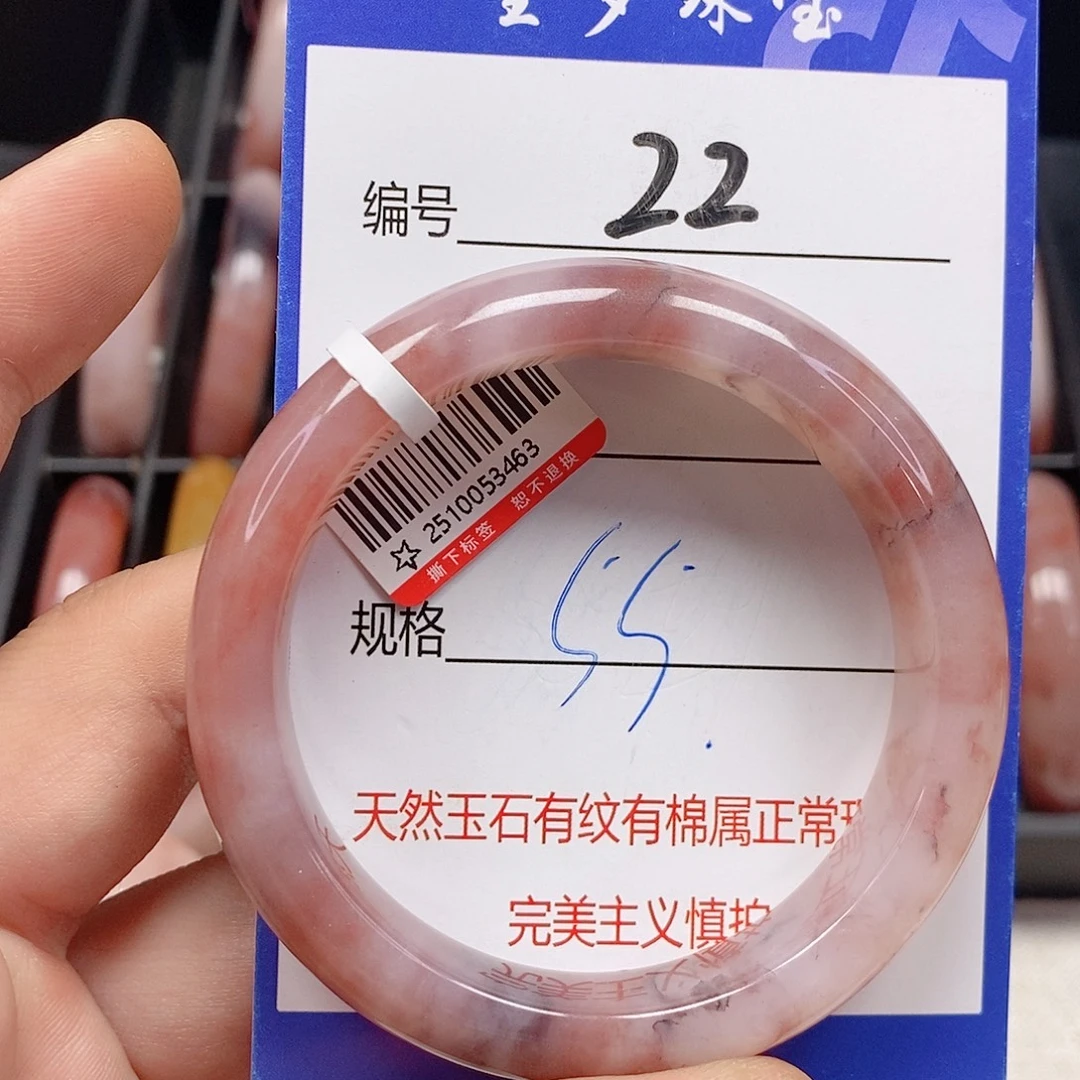 编号 22
2510053463
撕下标签 恕不退换
规格 55.
天然玉石有纹有棉属正常
完美主义慎拍